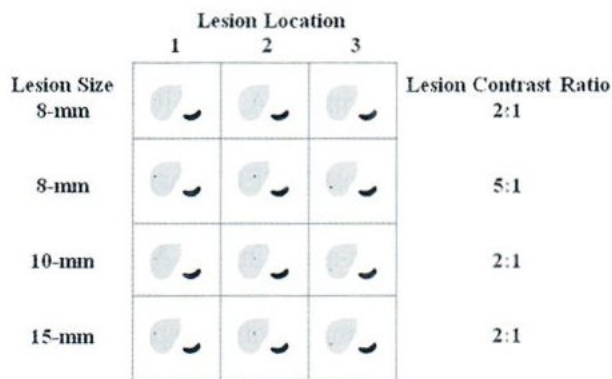 Lesion Location
1 2 3
Lesion Size Lesion Contrast Ratio
8-mm 2:1
8-mm 5:1
10-mm 2:1
15-mm 2:1